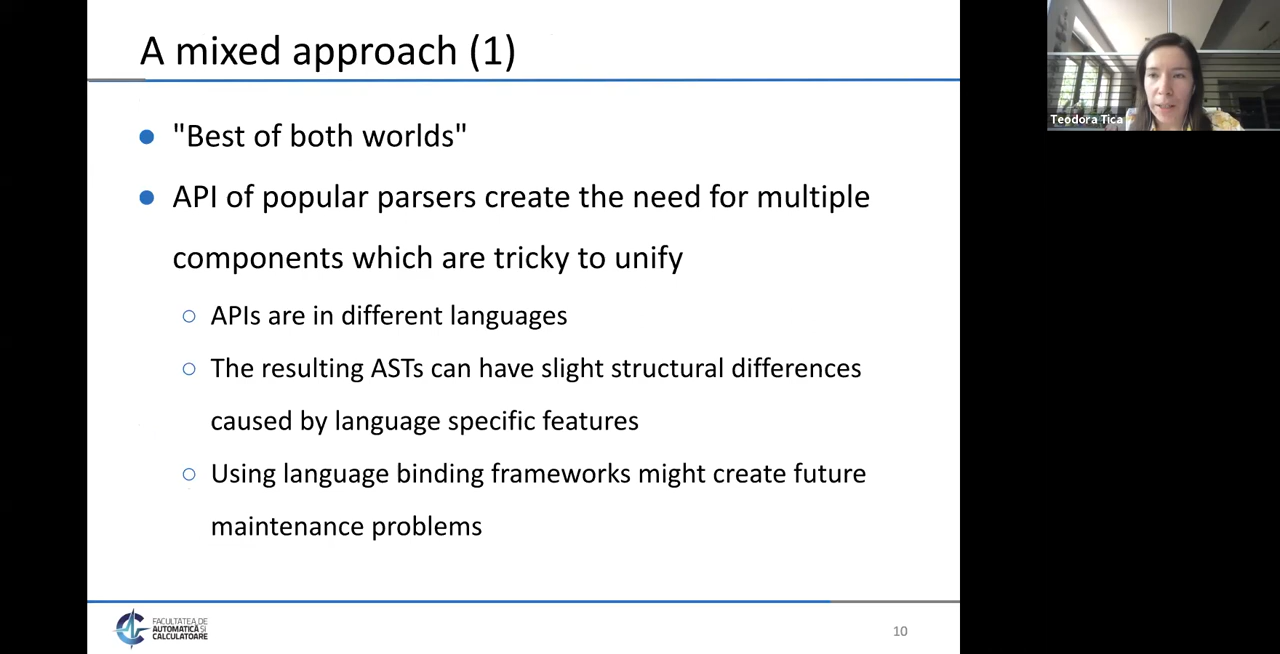 A mixed approach (1)
"Best of both worlds"
API of popular parsers create the need for multiple
components which are tricky to unify
APIs are in different languages
The resulting ASTs can have slight structural differences
caused by language specific features
Using language binding frameworks might create future
maintenance problems
FACULTATEA DE
AUTOMATICĂ ȘI
CALCULATOARE
10
Teodora Tica